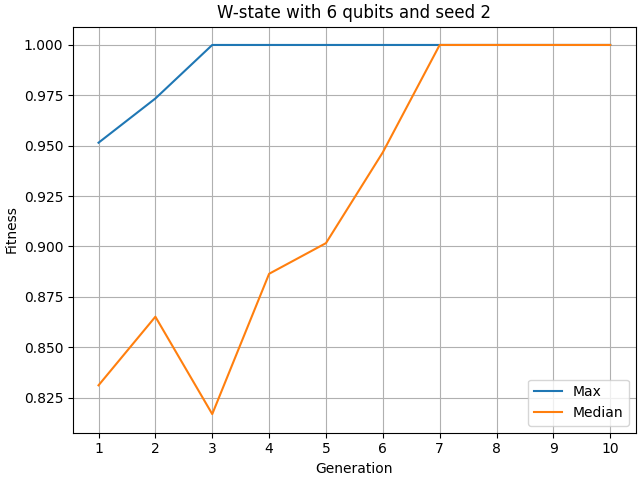 W-state with 6 qubits and seed 2
1.000
0.975
0.950
0.925
0.900
0.875
0.850
0.825
Fitness
Max
Median
1 2 3 4 5 6 7 8 9 10
Generation